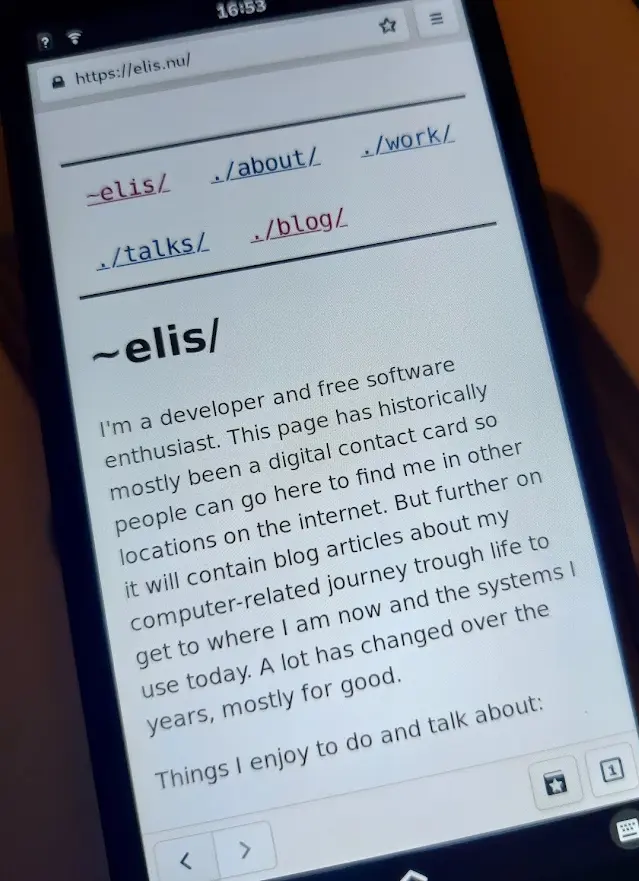 16:53
https://elis.nu/
~elis/ ./about/ ./work/
./talks/ ./blog/
~elis/
I'm a developer and free software
enthusiast. This page has historically
mostly been a digital contact card so
people can go here to find me in other
locations on the internet. But further on
it will contain blog articles about my
computer-related journey trough life to
get to where I am now and the systems I
use today. A lot has changed over the
years, mostly for good.
Things I enjoy to do and talk about:
1